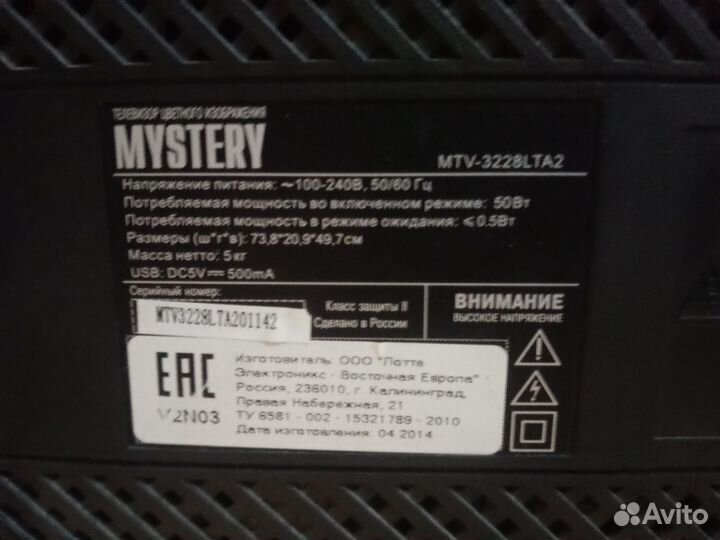 ТЕЛЕВИЗОР ЦВЕТНОГО ИЗОБРАЖЕНИЯ
MYSTERY
MTV-3228LTA2
Напряжение питания: ~100-240В, 50/60 Гц
Потребляемая мощность во включенном режиме: 50Вт
Потребляемая мощность в режиме ожидания: ≤0.5Вт
Размеры (ш*г*в): 73,8*20,9*49,7см
Масса нетто: 5кг
USB: DC5V⎓500mA
Серийный номер:
MTV3228LTA201142
Класс защиты II
Сделано в России
ВНИМАНИЕ
ВЫСОКОЕ НАПРЯЖЕНИЕ
EAC
V2N03
Изготовитель: ООО "Лотте
Электроникс - Восточная Европа" -
Россия, 236010, г. Калининград,
Правая Набережная, 21
ТУ 6581 - 002 - 15321789 - 2010
Дата изготовления: 04.2014
Avito